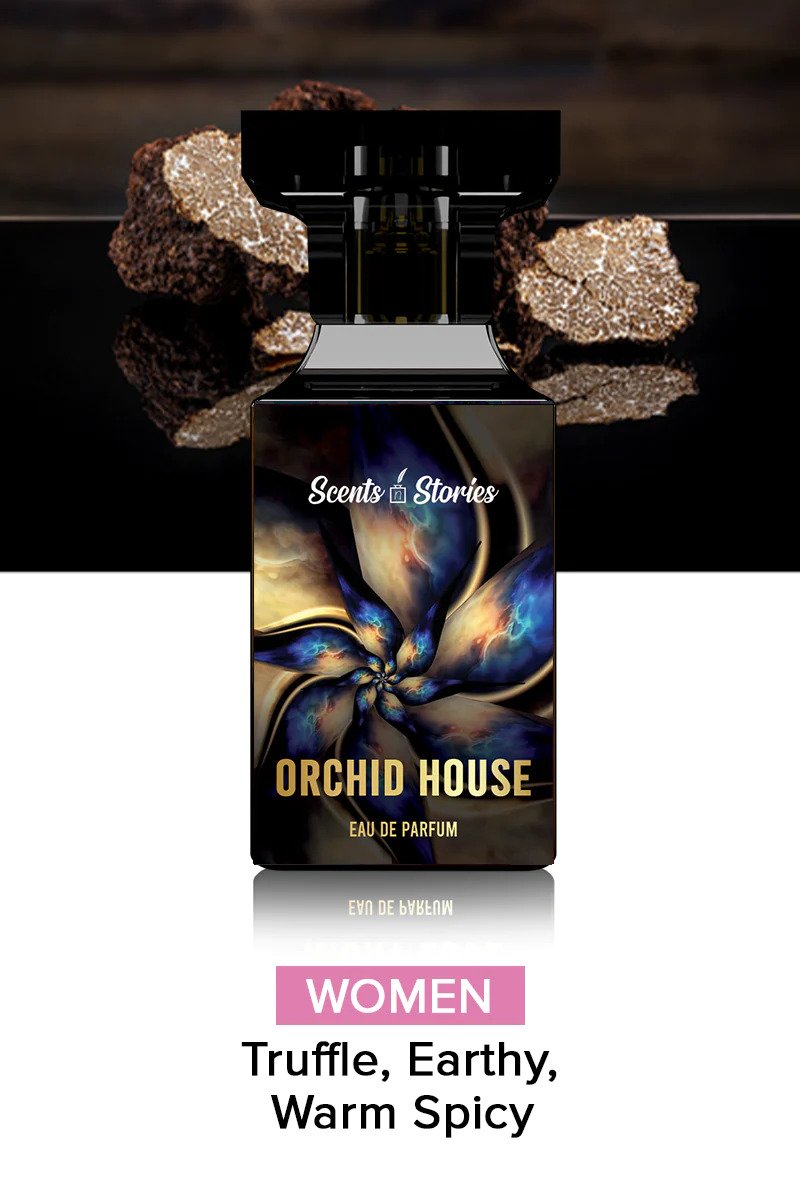 Scents n Stories
ORCHID HOUSE
EAU DE PARFUM
EAU DE PARFUM
WOMEN
Truffle, Earthy,
Warm Spicy